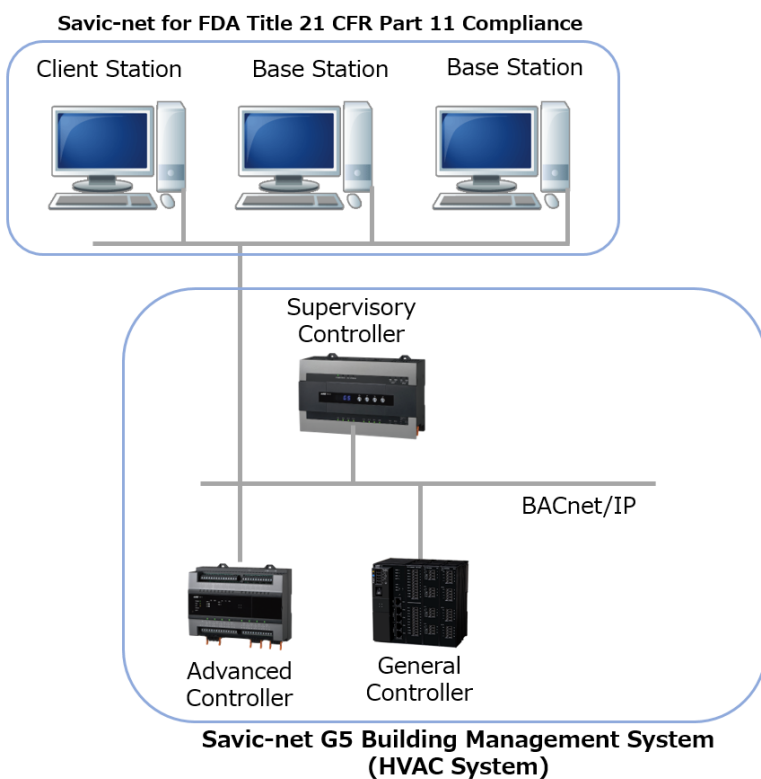 Savic-net for FDA Title 21 CFR Part 11 Compliance
Client Station
Base Station
Base Station
Supervisory
Controller
BACnet/IP
Advanced
Controller
General
Controller
Savic-net G5 Building Management System
(HVAC System)